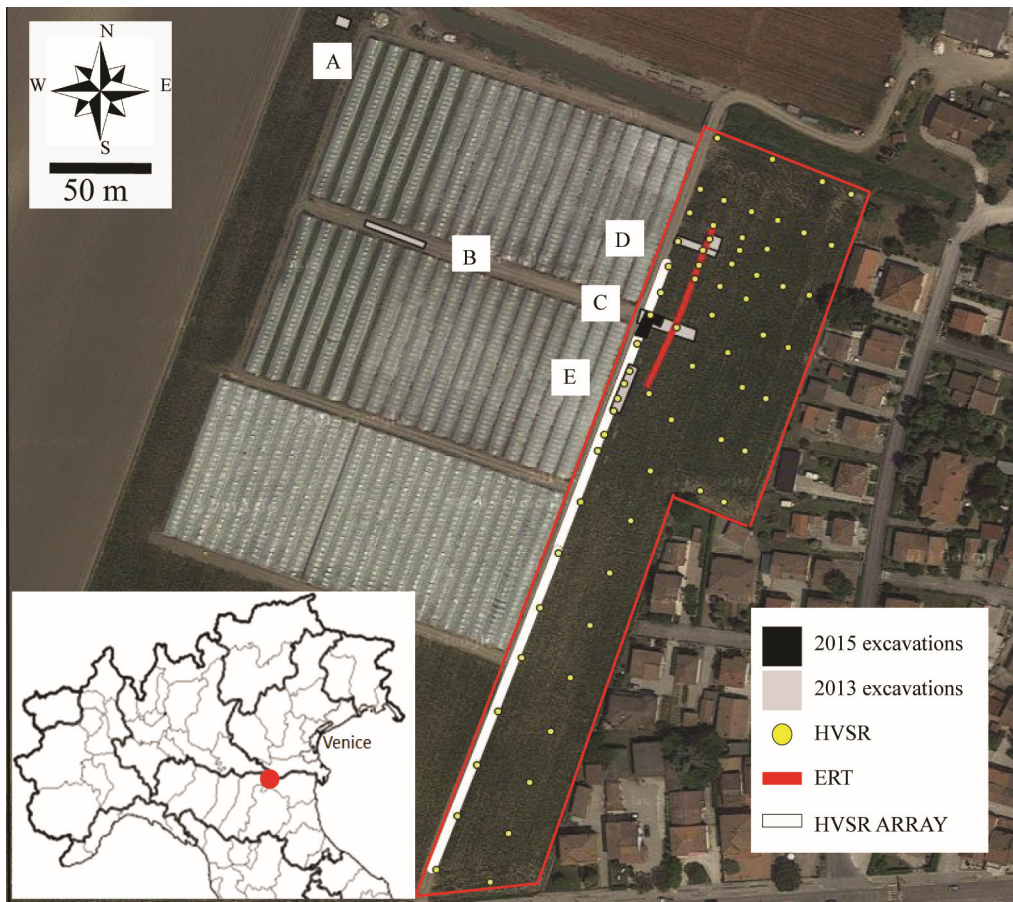 N
W E
S
50 m
A
B
D
C
E
2015 excavations
2013 excavations
HVSR
ERT
HVSR ARRAY
Venice